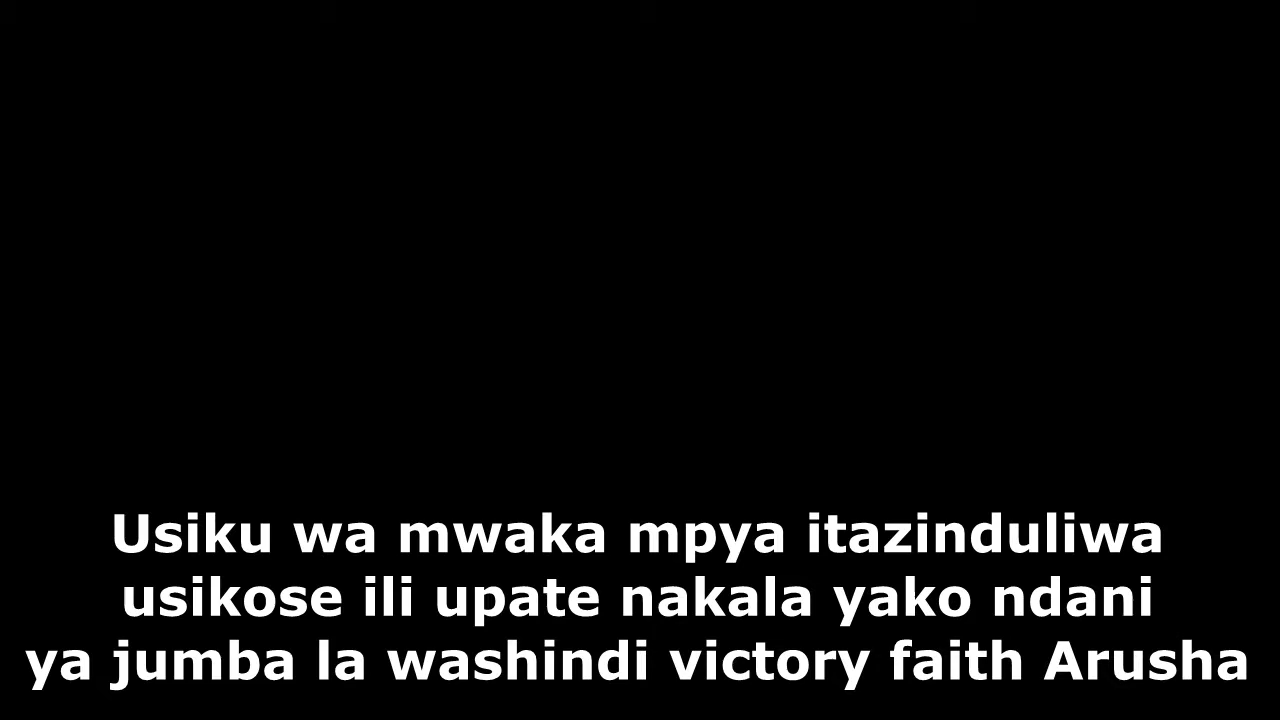 Usiku wa mwaka mpya itazinduliwa
usikose ili upate nakala yako ndani
ya jumba la washindi victory faith Arusha